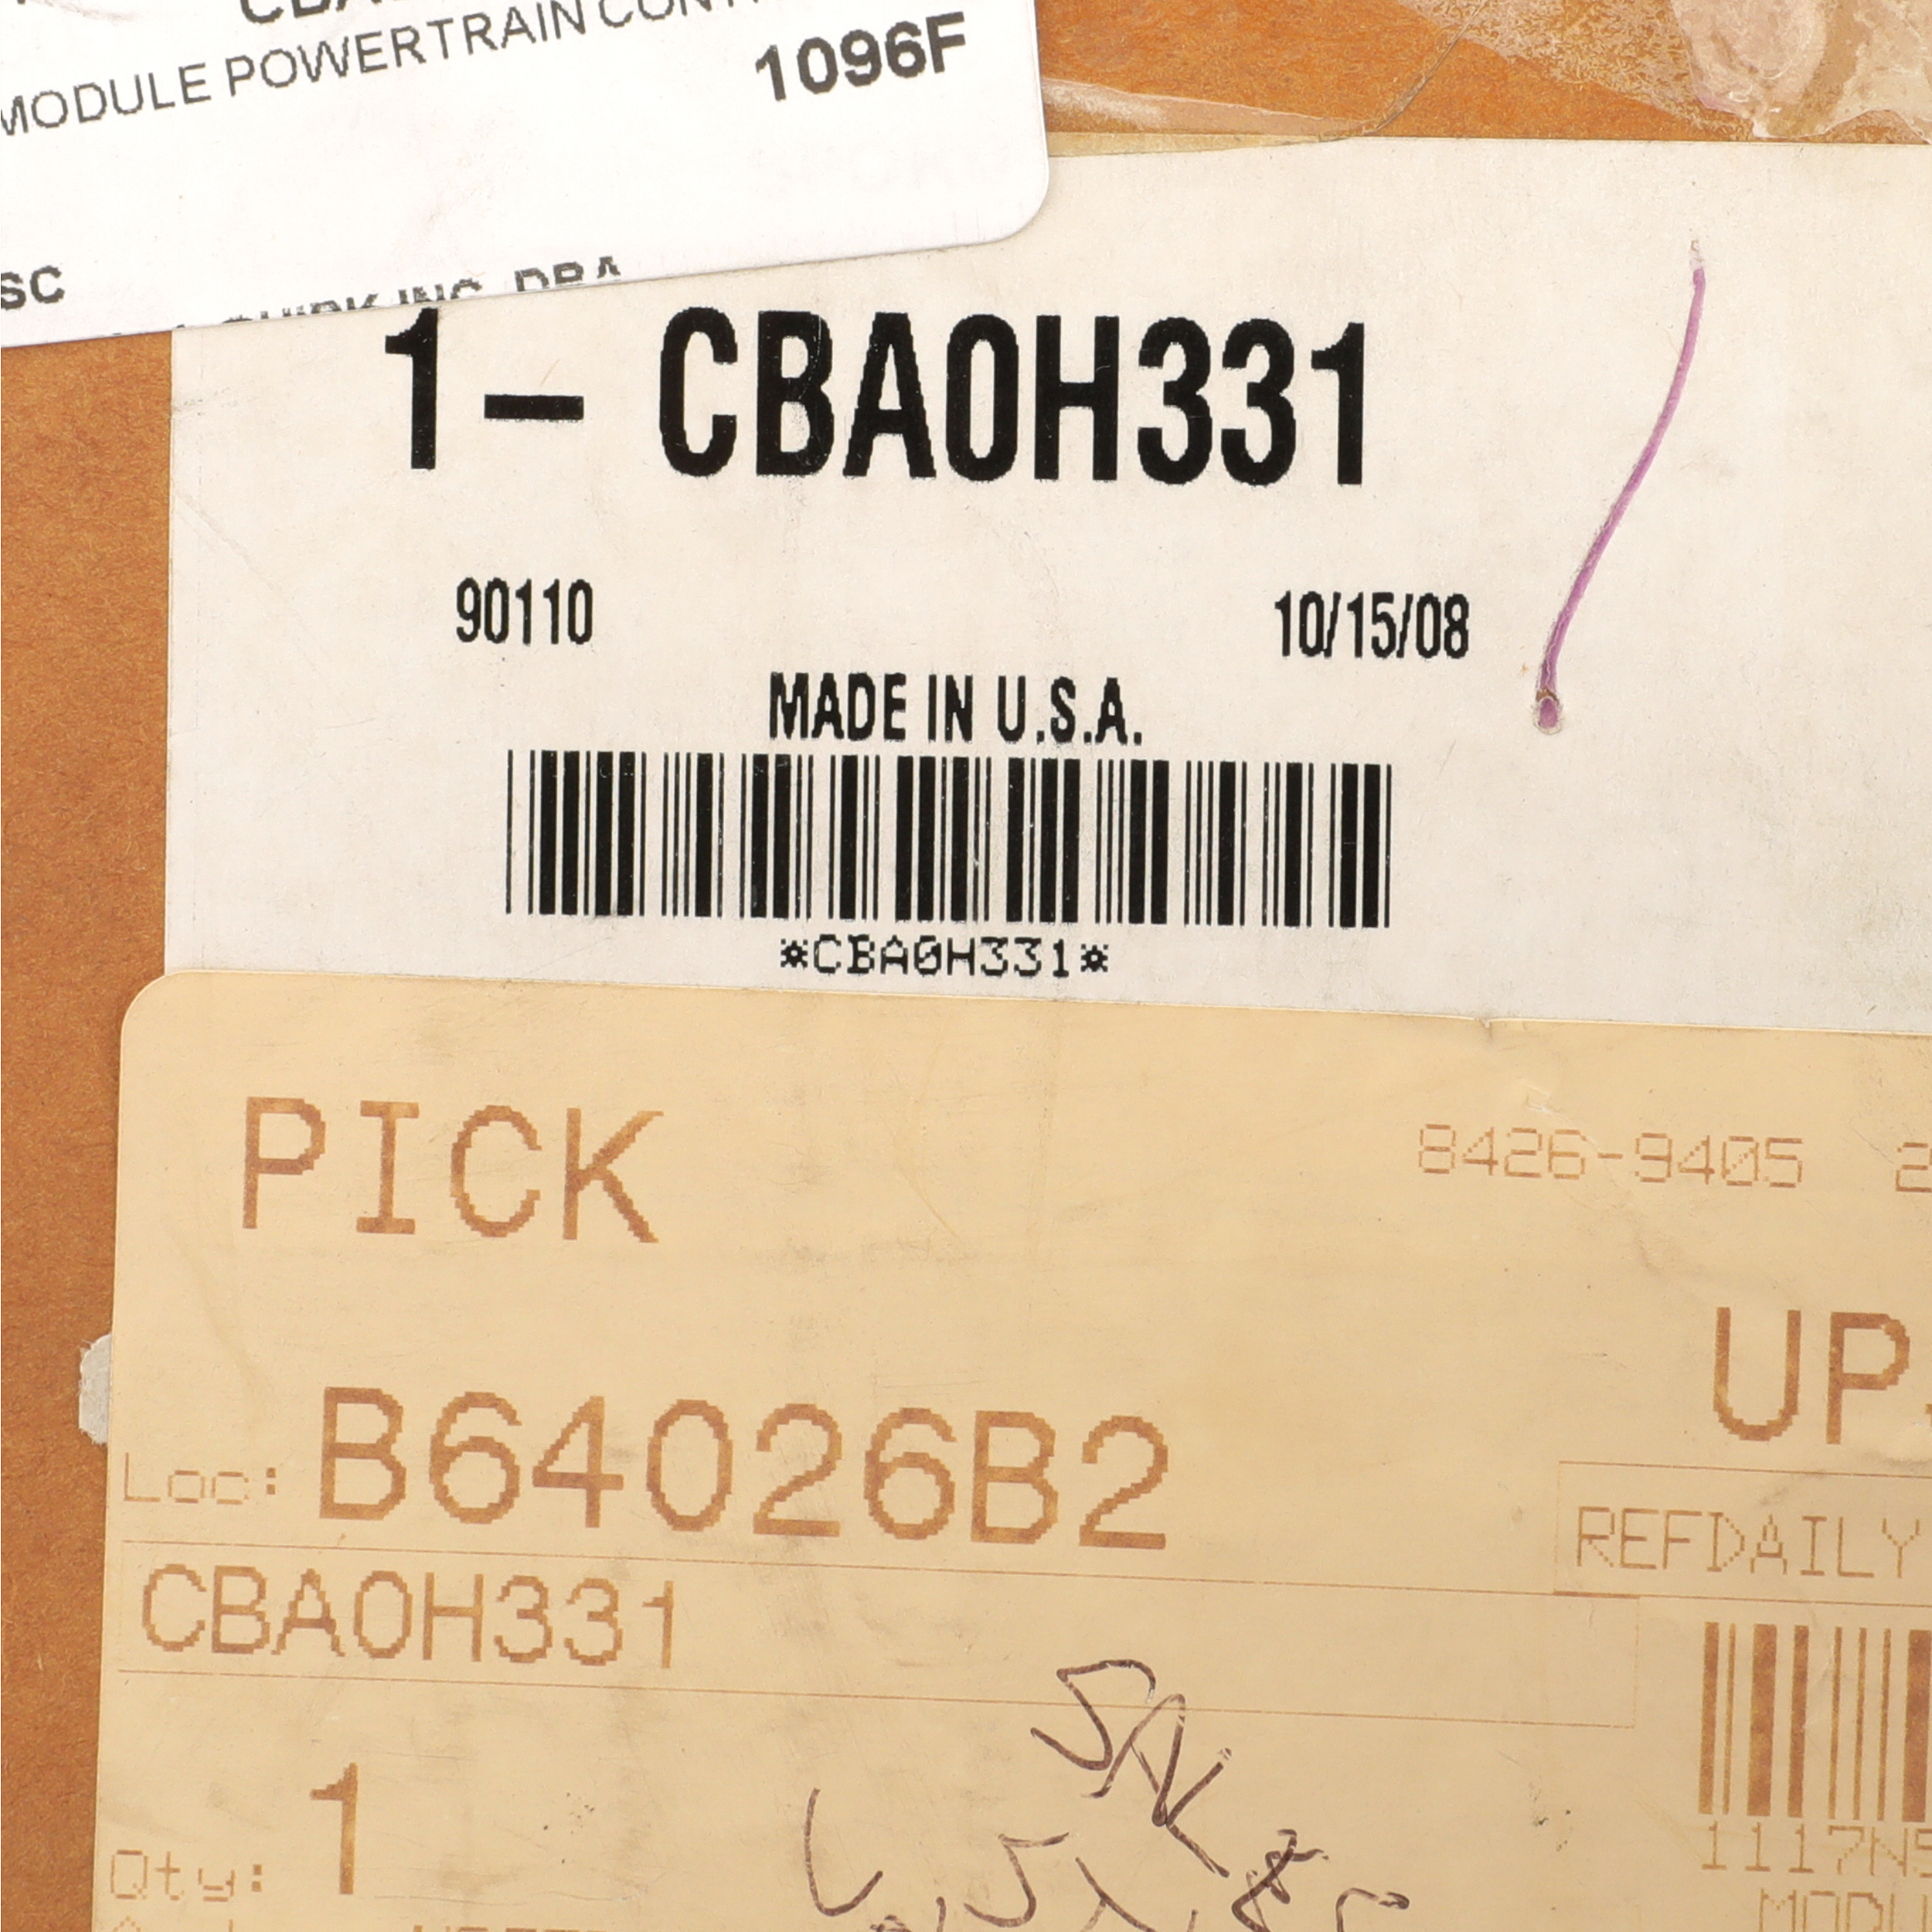 MODULE POWERTRAIN
1096F
SC
1 – CBA0H331
90110 10/15/08
MADE IN U.S.A.
*CBA0H331*
PICK 8426-9405
UP
Loc: B64026B2
REFDAILY
CBA0H331
Qty: 1